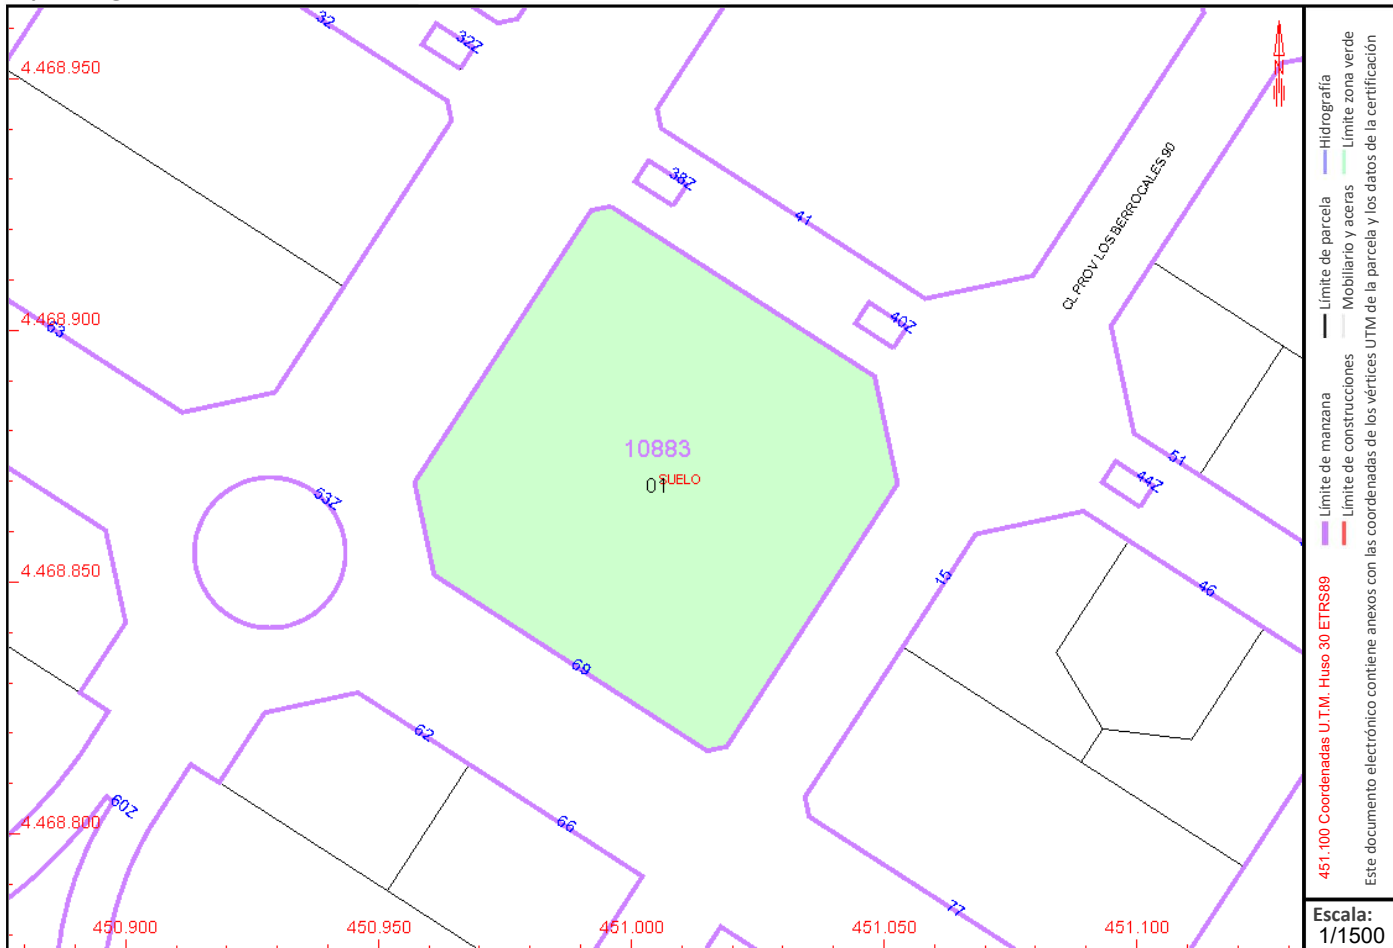 32
32Z
4.468.950
38Z
41
CL PROV LOS BERROCALES 90
63
4.468.900
40Z
10883
01
SUELO
51
44Z
53Z
4.468.850
15
46
69
62
60Z
4.468.800
66
77
450.900
450.950
451.000
451.050
451.100
Límite de manzana
Límite de parcela
Hidrografía
Límite de construcciones
Mobiliario y aceras
Límite zona verde
451.100 Coordenadas U.T.M. Huso 30 ETRS89
Este documento electrónico contiene anexos con las coordenadas de los vértices UTM de la parcela y los datos de la certificación
N
Escala:
1/1500